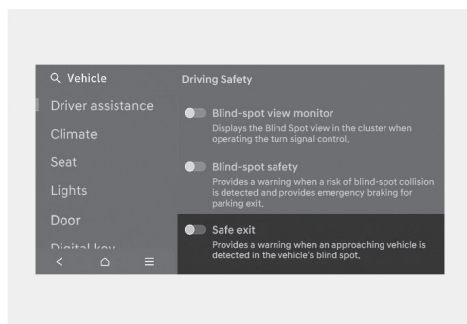 Vehicle
Driver assistance
Climate
Seat
Lights
Door
Digital key
Driving Safety
Blind-spot view monitor
Displays the Blind Spot view in the cluster when
operating the turn signal control.
Blind-spot safety
Provides a warning when a risk of blind-spot collision
is detected and provides emergency braking for
parking exit.
Safe exit
Provides a warning when an approaching vehicle is
detected in the vehicle's blind spot.